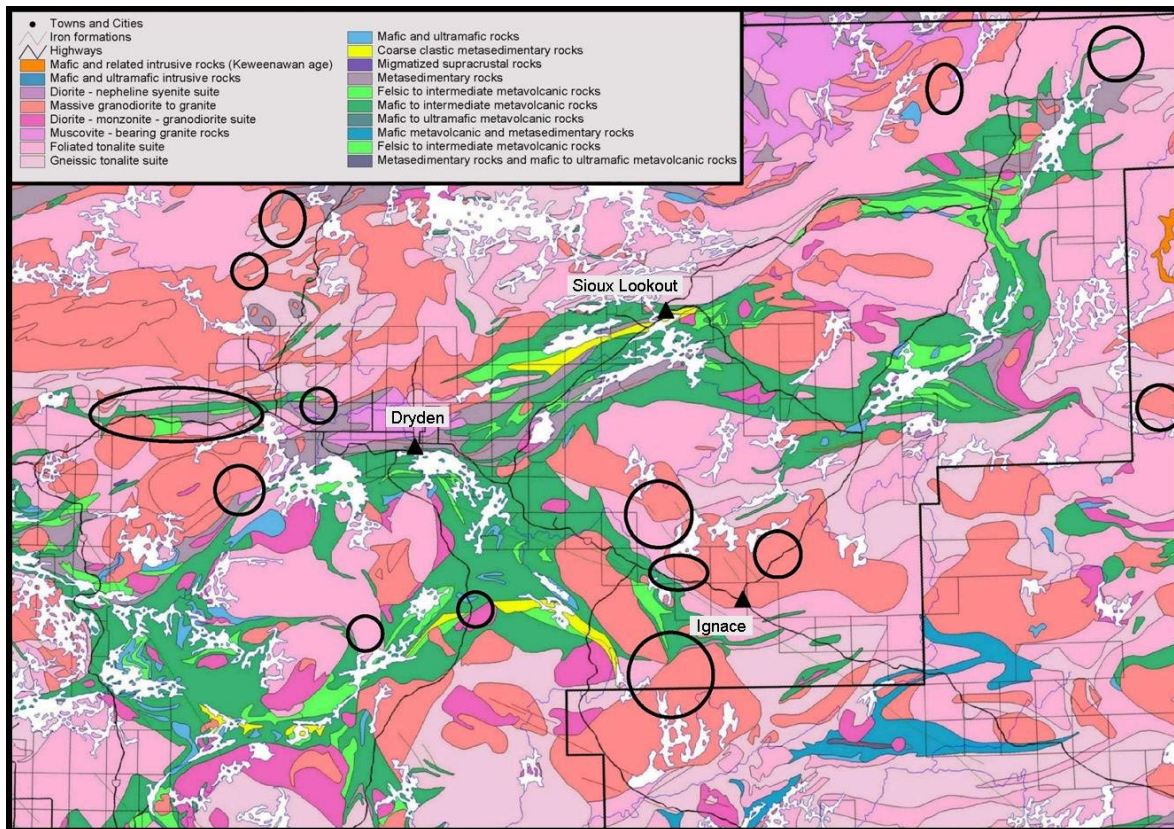 Towns and Cities
Iron formations
Highways
Mafic and related intrusive rocks (Keweenawan age)
Mafic and ultramafic intrusive rocks
Diorite - nepheline syenite suite
Massive granodiorite to granite
Diorite - monzonite - granodiorite suite
Muscovite - bearing granite rocks
Foliated tonalite suite
Gneissic tonalite suite
Mafic and ultramafic rocks
Coarse clastic metasedimentary rocks
Migmatized supracrustal rocks
Metasedimentary rocks
Felsic to intermediate metavolcanic rocks
Mafic to intermediate metavolcanic rocks
Mafic to ultramafic metavolcanic rocks
Mafic metavolcanic and metasedimentary rocks
Felsic to intermediate metavolcanic rocks
Metasedimentary rocks and mafic to ultramafic metavolcanic rocks
Sioux Lookout
Dryden
Ignace